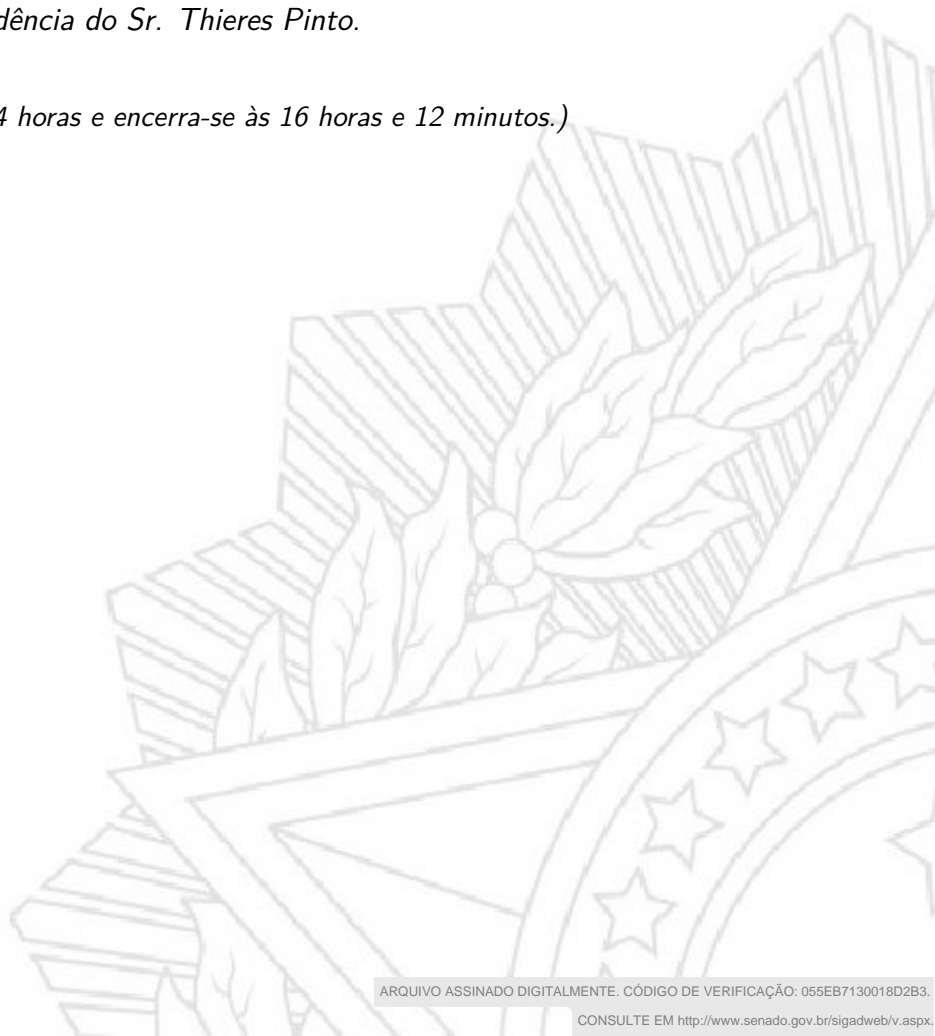 dência do Sr. Thieres Pinto.
4 horas e encerra-se às 16 horas e 12 minutos.)
ARQUIVO ASSINADO DIGITALMENTE. CÓDIGO DE VERIFICAÇÃO: 055EB7130018D2B3.
CONSULTE EM http://www.senado.gov.br/sigadweb/v.aspx.